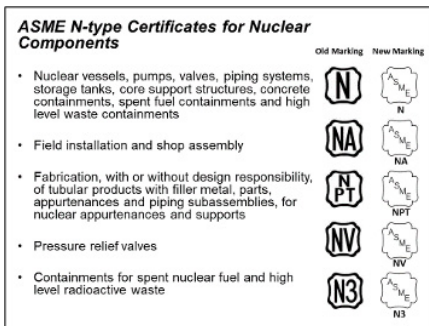 ASME N-type Certificates for Nuclear
Components
Old Marking New Marking
• Nuclear vessels, pumps, valves, piping systems,
storage tanks, core support structures, concrete
containments, spent fuel containments and high
level waste containments
N
ASME
N
• Field installation and shop assembly
NA
ASME
NA
• Fabrication, with or without design responsibility,
of tubular products with filler metal, parts,
appurtenances and piping subassemblies, for
nuclear appurtenances and supports
N
PT
ASME
NPT
• Pressure relief valves
NV
ASME
NV
• Containments for spent nuclear fuel and high
level radioactive waste
N3
ASME
N3